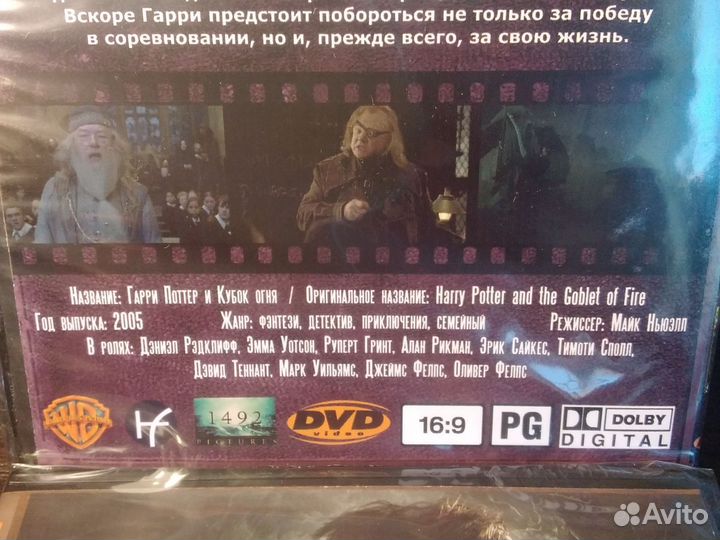 Вскоре Гарри предстоит побороться не только за победу
в соревновании, но и, прежде всего, за свою жизнь.
Название: Гарри Поттер и Кубок огня / Оригинальное название: Harry Potter and the Goblet of Fire
Год выпуска: 2005 Жанр: фэнтези, детектив, приключения, семейный Режиссер: Майк Ньюэлл
В ролях: Дэниэл Рэдклифф, Эмма Уотсон, Руперт Гринт, Алан Рикман, Эрик Сайкес, Тимоти Сполл,
Дэвид Теннант, Марк Уильямс, Джеймс Фелпс, Оливер Фелпс
WB HF 1492 PICTURES DVD VIDEO 16:9 PG DOLBY DIGITAL
Avito